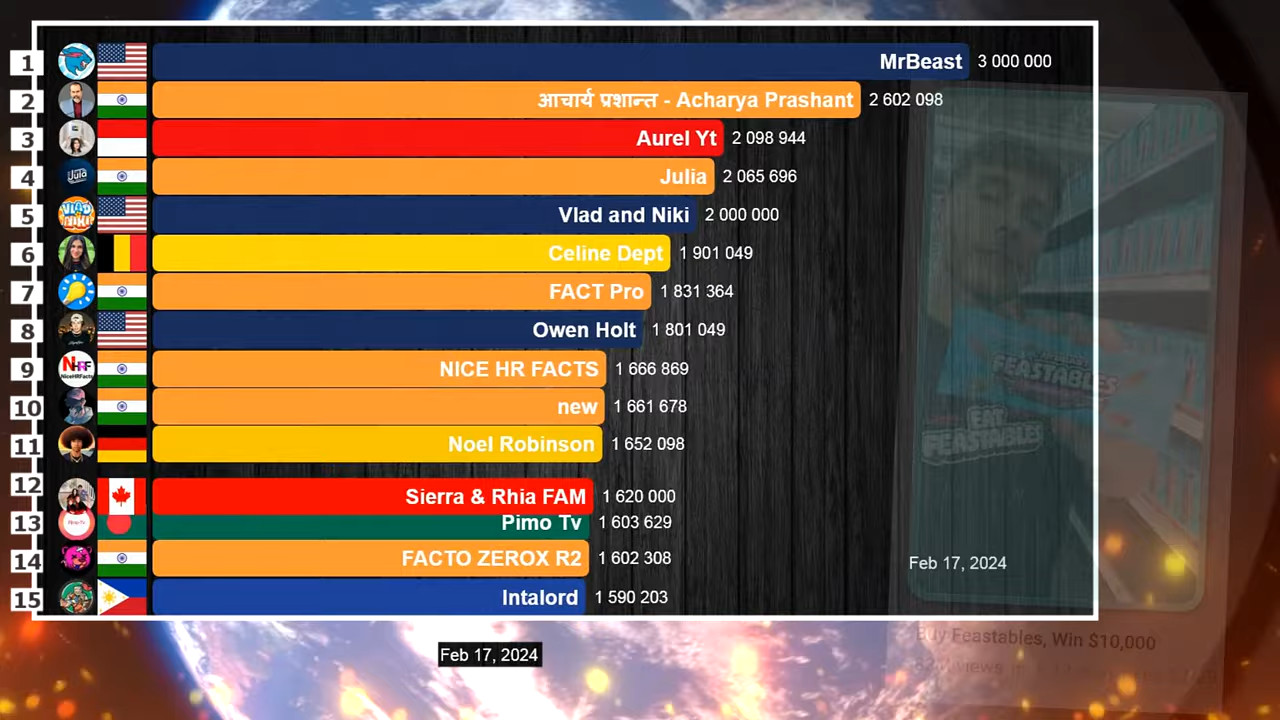 1 MrBeast 3 000 000
2 आचार्य प्रशान्त - Acharya Prashant 2 602 098
3 Aurel Yt 2 098 944
4 Julia 2 065 696
5 Vlad and Niki 2 000 000
6 Celine Dept 1 901 049
7 FACT Pro 1 831 364
8 Owen Holt 1 801 049
9 NICE HR FACTS 1 666 869
10 new 1 661 678
11 Noel Robinson 1 652 098
12 Sierra & Rhia FAM 1 620 000
13 Pimo Tv 1 603 629
14 FACTO ZEROX R2 1 602 308
15 Intalord 1 590 203
FEASTABLES
EAT
FEASTABLES
Feb 17, 2024
Buy Feastables, Win $10,000
Feb 17, 2024